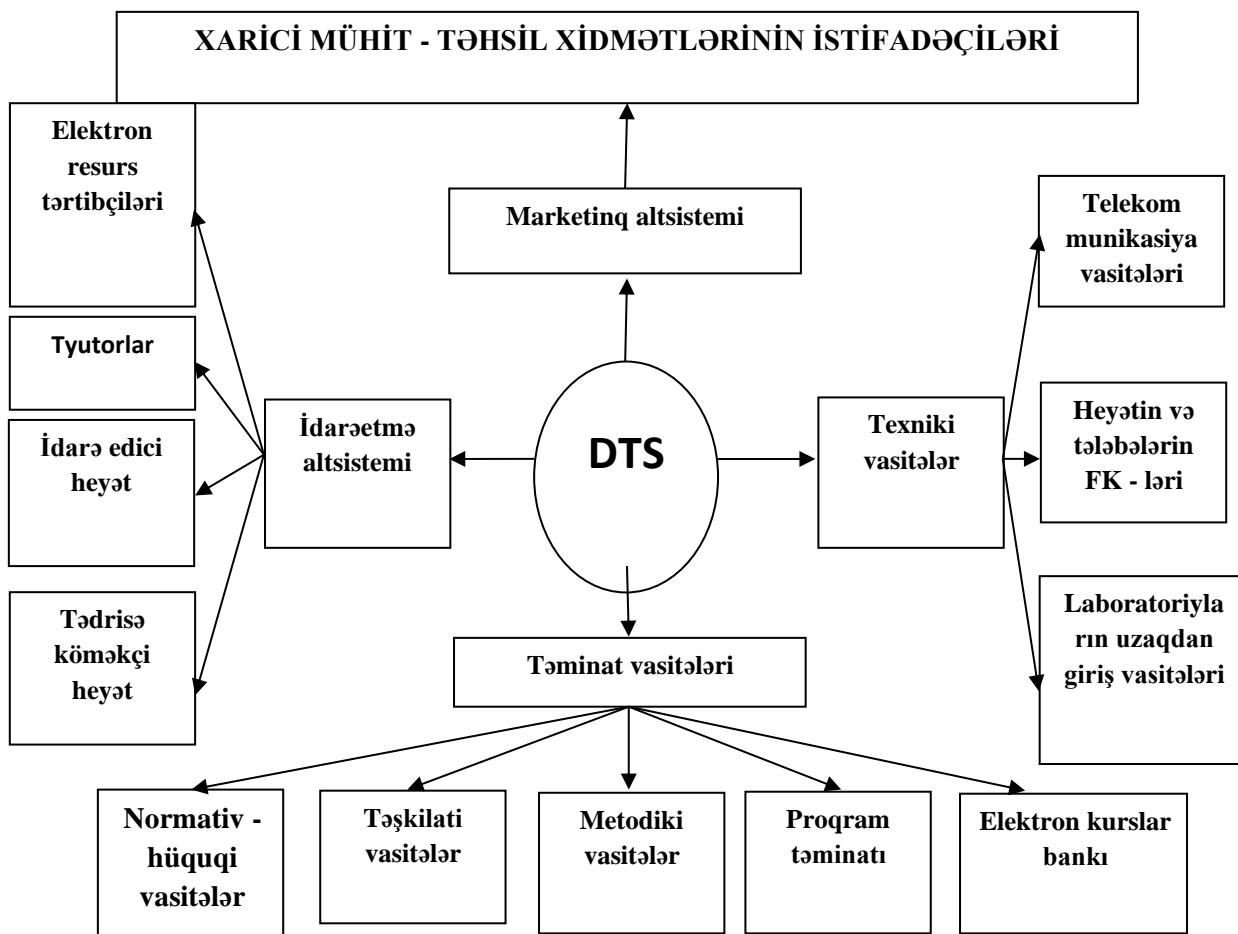 XARİCİ MÜHİT - TƏHSİL XİDMƏTLƏRİNİN İSTİFADƏÇİLƏRİ
Elektron
resurs
tərtibçiləri
Marketinq altsistemi
Telekom
munikasiya
vasitələri
Tyutorlar
İdarə edici
heyət
İdarəetmə
altsistemi
DTS
Texniki
vasitələr
Heyətin və
tələbələrin
FK - ləri
Tədrisə
köməkçi
heyət
Təminat vasitələri
Laboratoriyla
rın uzaqdan
giriş vasitələri
Normativ -
hüquqi
vasitələr
Təşkilati
vasitələr
Metodiki
vasitələr
Proqram
təminatı
Elektron kurslar
bankı